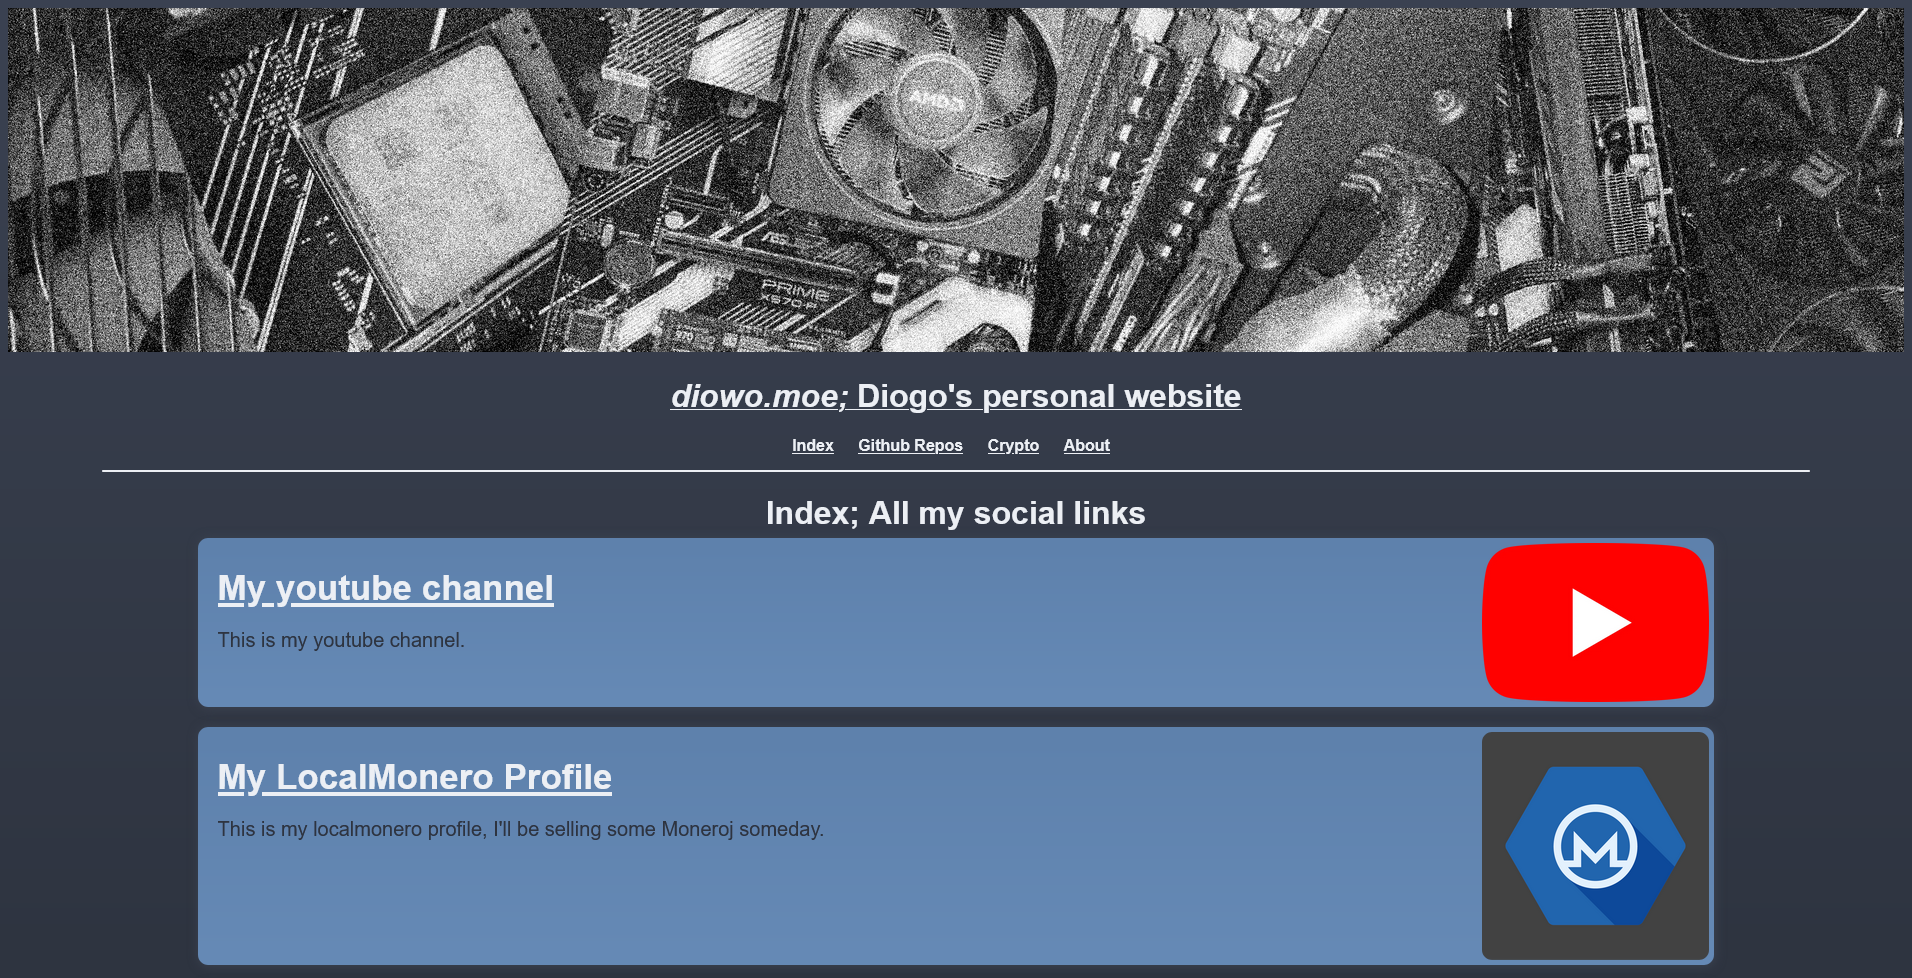 AMD
PRIME
X570-P
970
diowo.moe; Diogo's personal website
Index Github Repos Crypto About
Index; All my social links
My youtube channel
This is my youtube channel.
My LocalMonero Profile
This is my localmonero profile, I'll be selling some Moneroj someday.